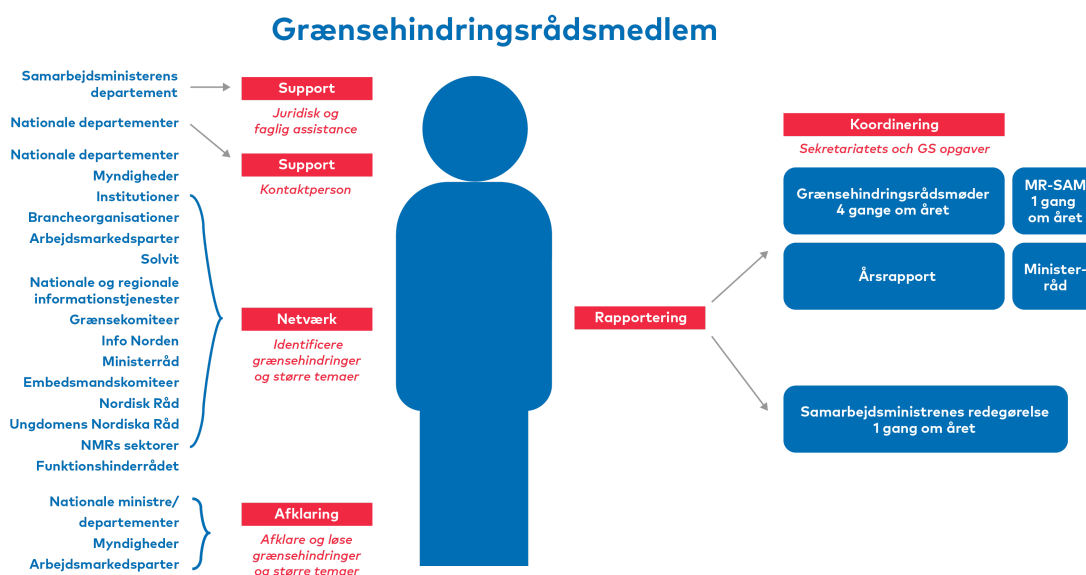 Grænsehindringsrådsmedlem
Samarbejdsministerens
departement
Nationale departementer
Nationale departementer
Myndigheder
Institutioner
Brancheorganisationer
Arbejdsmarkedsparter
Solvit
Nationale og regionale
informationstjenester
Grænsekomiteer
Info Norden
Ministerråd
Embedsmandskomiteer
Nordisk Råd
Ungdomens Nordiska Råd
NMRs sektorer
Funktionshinderrådet
Nationale ministre/
departementer
Myndigheder
Arbejdsmarkedsparter
Support
Juridisk og
faglig assistance
Support
Kontaktperson
Netværk
Identificere
grænsehindringer
og større temaer
Afklaring
Afklare og løse
grænsehindringer
og større temaer
Rapportering
Koordinering
Sekretariatets och GS opgaver
Grænsehindringsrådsmøder
4 gange om året
MR-SAM
1 gang
om året
Årsrapport
Minister-
råd
Samarbejdsministrenes redegørelse
1 gang om året